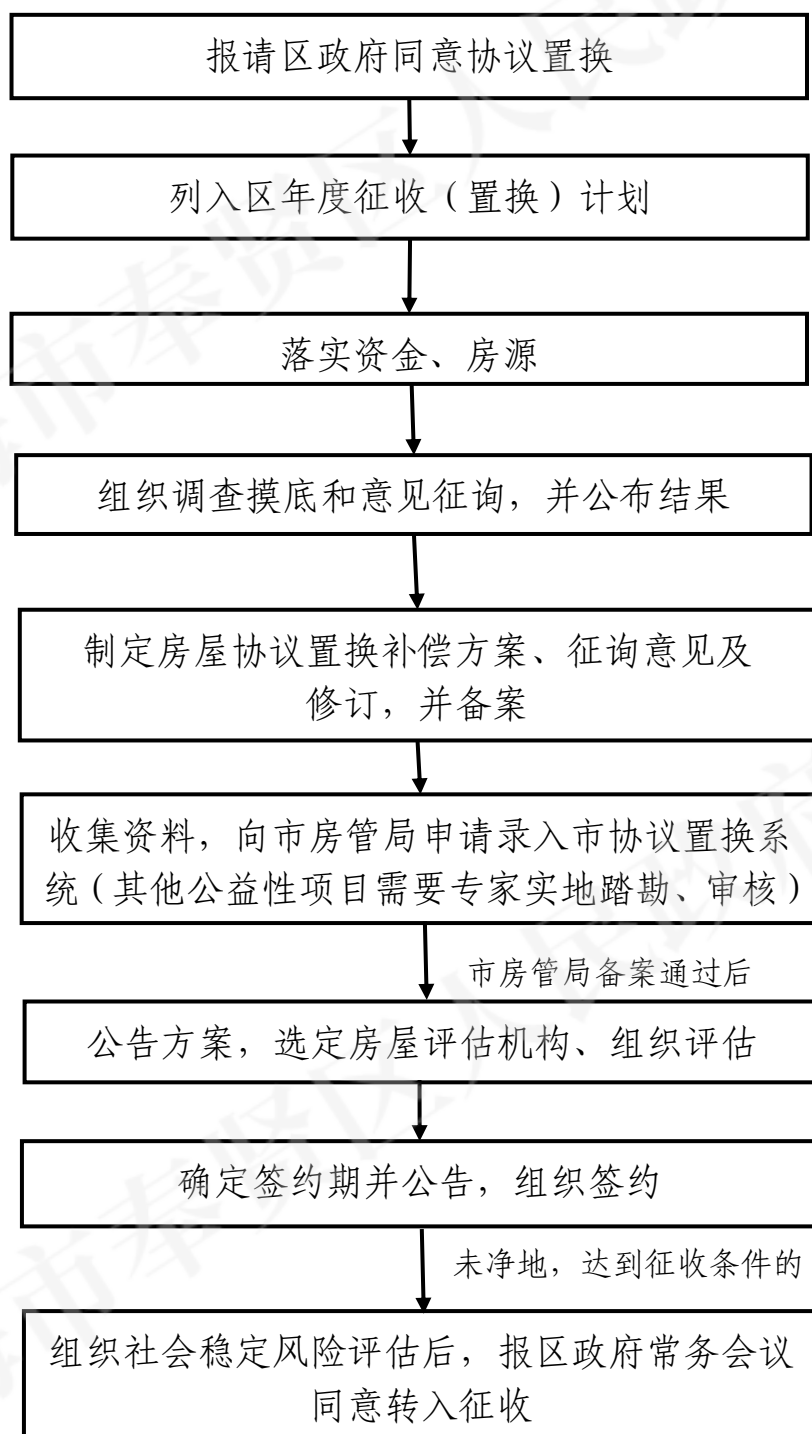 报请区政府同意协议置换
列入区年度征收（置换）计划
落实资金、房源
组织调查摸底和意见征询，并公布结果
制定房屋协议置换补偿方案、征询意见及
修订，并备案
收集资料，向市房管局申请录入市协议置换系
统（其他公益性项目需要专家实地踏勘、审核）
市房管局备案通过后
公告方案，选定房屋评估机构、组织评估
确定签约期并公告，组织签约
未净地，达到征收条件的
组织社会稳定风险评估后，报区政府常务会议
同意转入征收